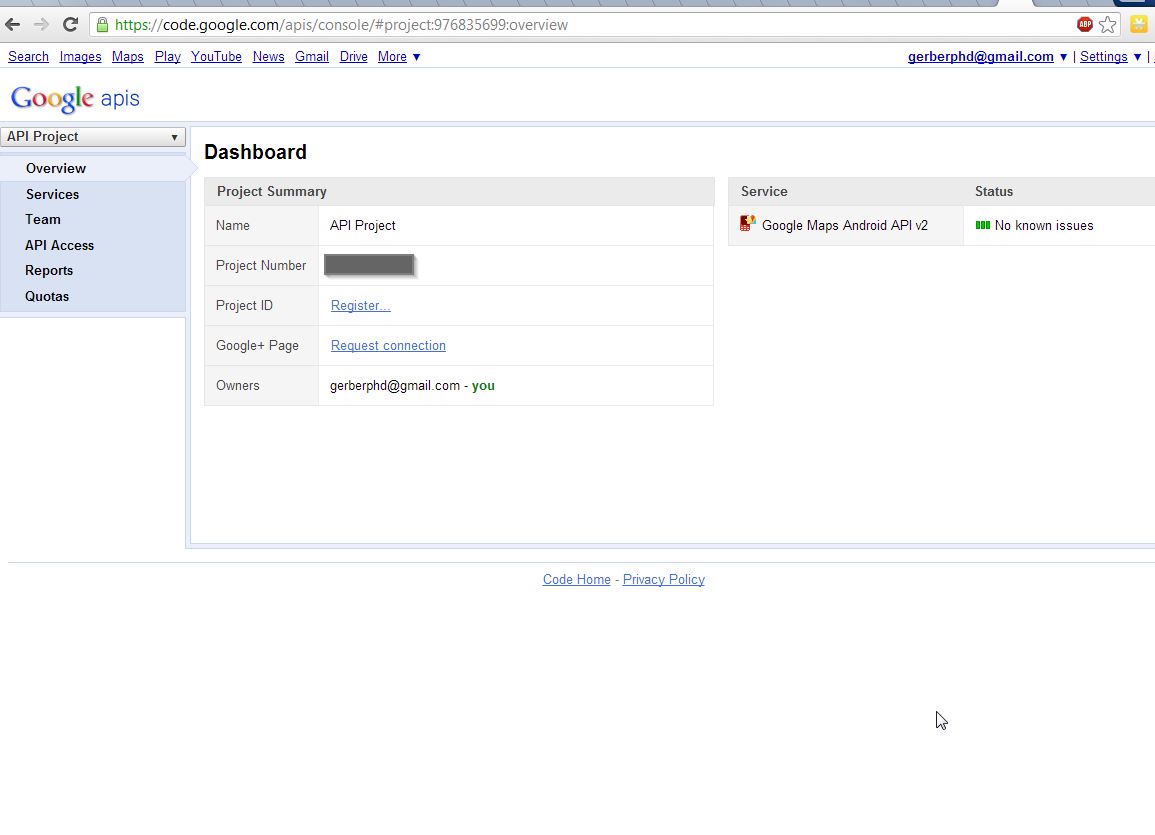 https://code.google.com/apis/console/#project:976835699:overview ABP
Search Images Maps Play YouTube News Gmail Drive More ▼ gerberphd@gmail.com ▼ | Settings ▼ |
Google apis
API Project ▼
Overview
Services
Team
API Access
Reports
Quotas
Dashboard
Project Summary
Name API Project
Project Number
Project ID Register...
Google+ Page Request connection
Owners gerberphd@gmail.com - you
Service Status
Google Maps Android API v2 No known issues
Code Home - Privacy Policy